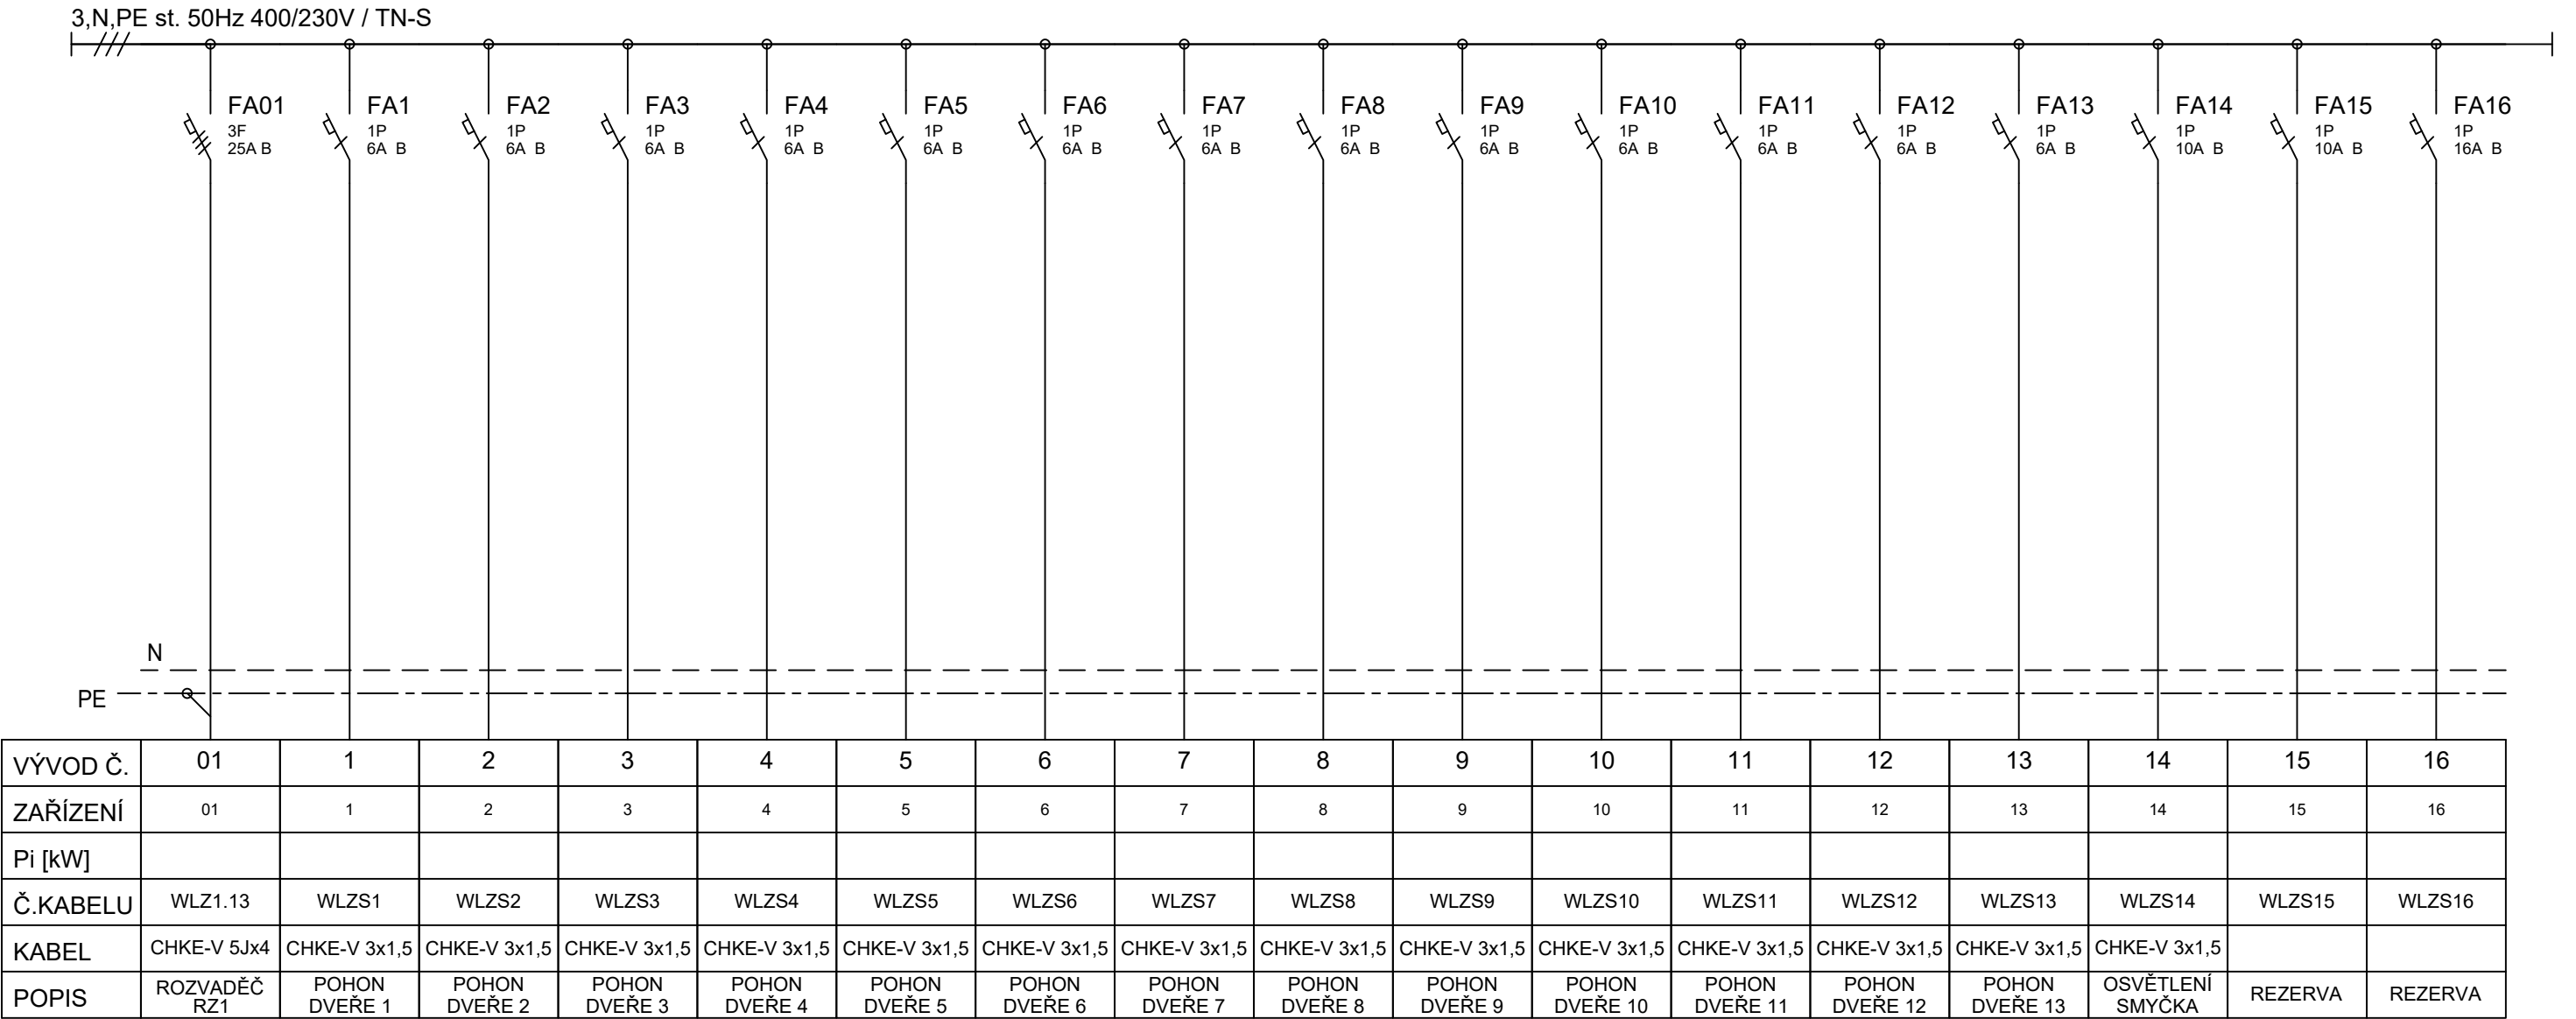 3,N,PE st. 50Hz 400/230V / TN-S
FA01 FA1 FA2 FA3 FA4 FA5 FA6 FA7 FA8 FA9 FA10 FA11 FA12 FA13 FA14 FA15 FA16
3F 1P 1P 1P 1P 1P 1P 1P 1P 1P 1P 1P 1P 1P 1P 1P 1P
25A B 6A B 6A B 6A B 6A B 6A B 6A B 6A B 6A B 6A B 6A B 6A B 6A B 6A B 10A B 10A B 16A B
N
PE
VÝVOD Č. 01 1 2 3 4 5 6 7 8 9 10 11 12 13 14 15 16
ZAŘÍZENÍ 01 1 2 3 4 5 6 7 8 9 10 11 12 13 14 15 16
Pi [kW]
Č.KABELU WLZ1.13 WLZS1 WLZS2 WLZS3 WLZS4 WLZS5 WLZS6 WLZS7 WLZS8 WLZS9 WLZS10 WLZS11 WLZS12 WLZS13 WLZS14 WLZS15 WLZS16
KABEL CHKE-V 5Jx4 CHKE-V 3x1,5 CHKE-V 3x1,5 CHKE-V 3x1,5 CHKE-V 3x1,5 CHKE-V 3x1,5 CHKE-V 3x1,5 CHKE-V 3x1,5 CHKE-V 3x1,5 CHKE-V 3x1,5 CHKE-V 3x1,5 CHKE-V 3x1,5 CHKE-V 3x1,5 CHKE-V 3x1,5 CHKE-V 3x1,5
POPIS
ROZVADĚČ POHON POHON POHON POHON POHON POHON POHON POHON POHON POHON POHON POHON POHON OSVĚTLENÍ REZERVA REZERVA
RZ1 DVEŘE 1 DVEŘE 2 DVEŘE 3 DVEŘE 4 DVEŘE 5 DVEŘE 6 DVEŘE 7 DVEŘE 8 DVEŘE 9 DVEŘE 10 DVEŘE 11 DVEŘE 12 DVEŘE 13 SMYČKA